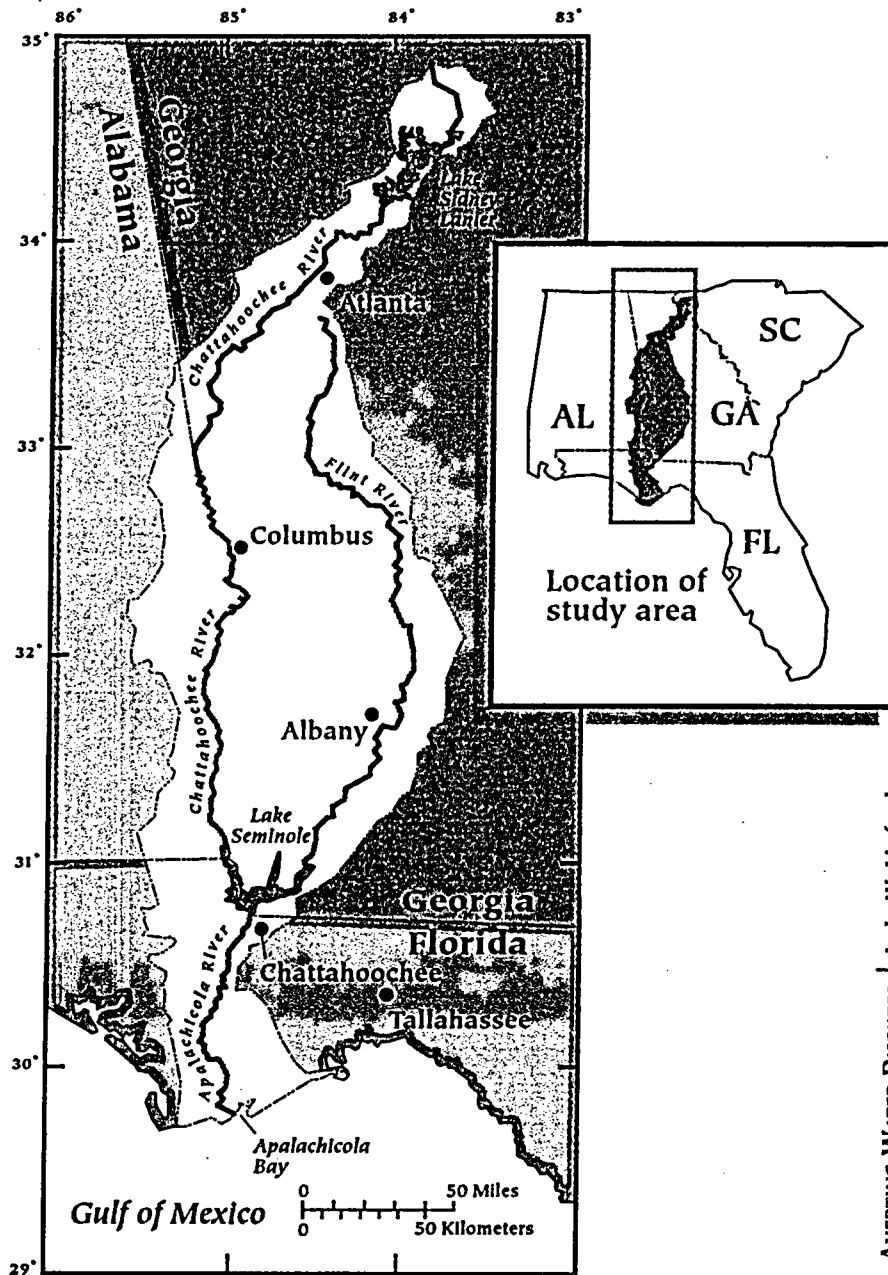 86°
85°
84°
83°
35°
Georgia
Alabama
Lake
Sidney
Lanier
34°
Chattahoochee River
Atlanta
SC
AL
GA
33°
Flint River
Columbus
FL
Location of
study area
32°
Chattahoochee River
Albany
Lake
Seminole
31°
Georgia
Florida
Chattahoochee
Tallahassee
Apalachicola River
30°
Apalachicola
Bay
0 50 Miles
Gulf of Mexico
0 50 Kilometers
29°